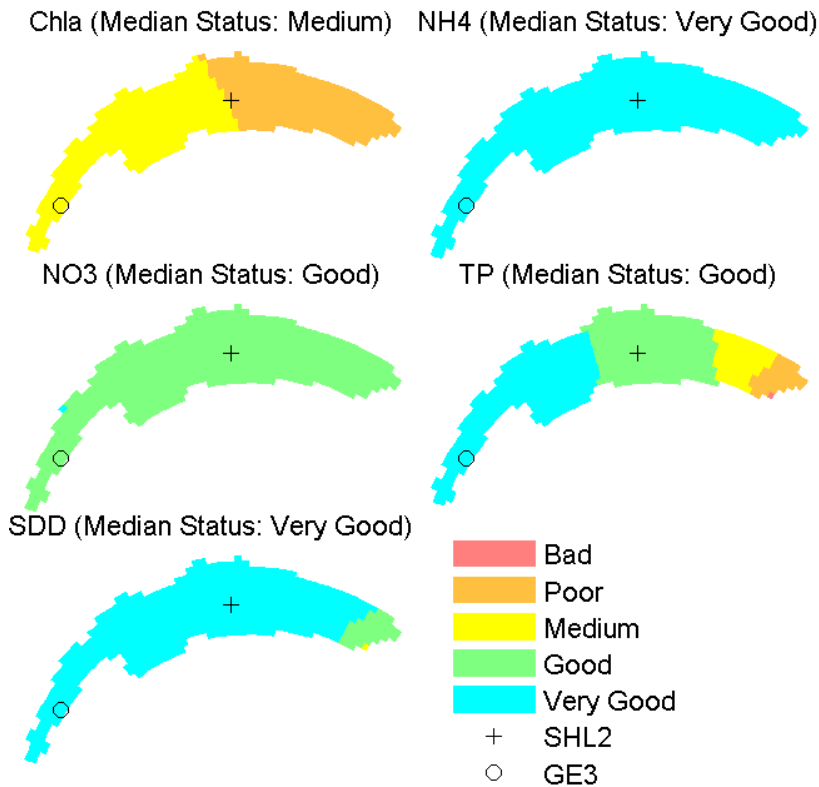 Chla (Median Status: Medium)
NH4 (Median Status: Very Good)
NO3 (Median Status: Good)
TP (Median Status: Good)
SDD (Median Status: Very Good)
Bad
Poor
Medium
Good
Very Good
SHL2
GE3